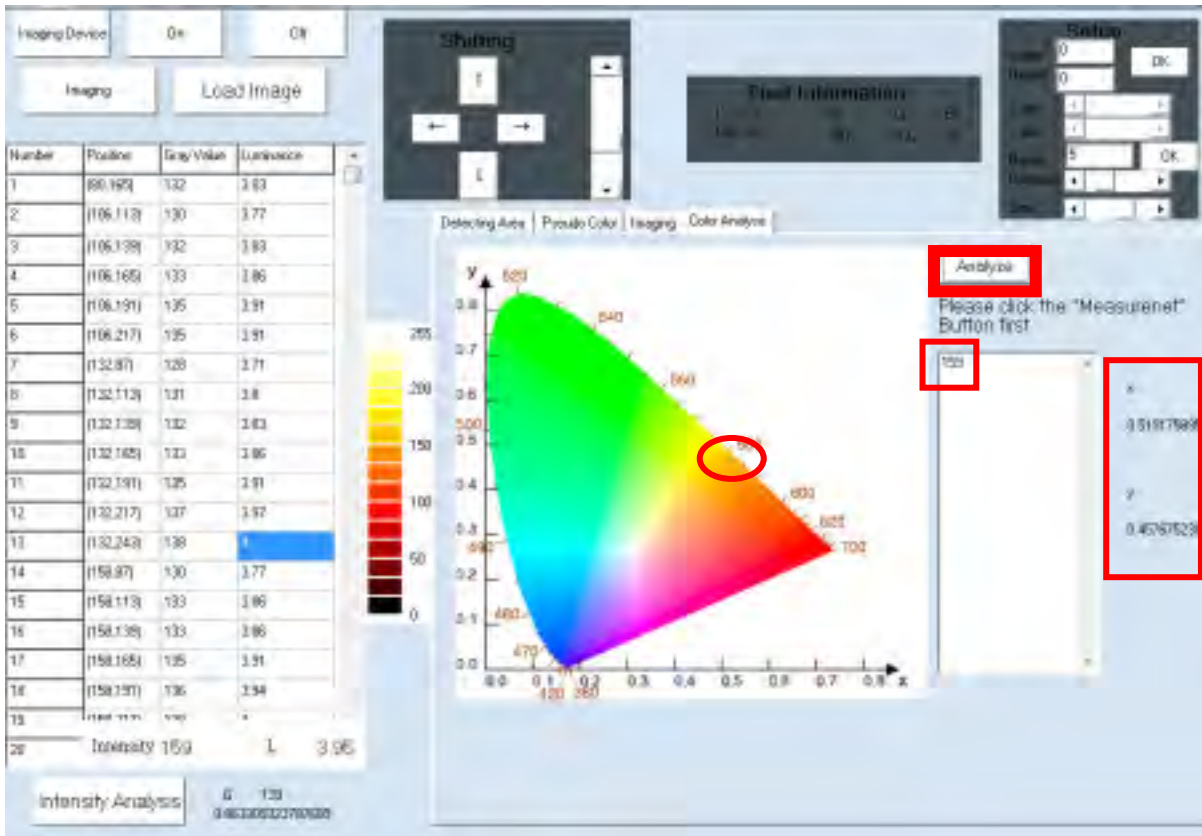 Imaging Device
On
Off
Imaging
Load Image
Shifting
↑
← →
Pixel Information
Setup
0
OK
0
5
OK
Number Position Gray Value Luminance
1 (80,165) 132 3.83
2 (106,113) 130 3.77
3 (106,139) 132 3.83
4 (106,165) 133 3.86
5 (106,191) 135 3.91
6 (106,217) 135 3.91
7 (132,87) 128 3.71
8 (132,113) 131 3.8
9 (132,139) 132 3.83
10 (132,165) 133 3.86
11 (132,191) 135 3.91
12 (132,217) 137 3.97
13 (132,243) 138 4
14 (158,87) 130 3.77
15 (158,113) 133 3.86
16 (158,139) 133 3.86
17 (158,165) 135 3.91
18 (158,191) 136 3.94
19
20
Intensity 159 L 3.95
Intensity Analysis
G 139
Detecting Area Pseudo Color Imaging Color Analysis
255
200
150
100
50
0
y
520
540
560
600
625
700
500
480
470
0.8
0.7
0.6
0.5
0.4
0.3
0.2
0.1
0.0
0.0 0.1 0.2 0.3 0.4 0.5 0.6 0.7 0.8 x
420 380
Analyze
Please click the "Measurenet"
Button first
159
x
y